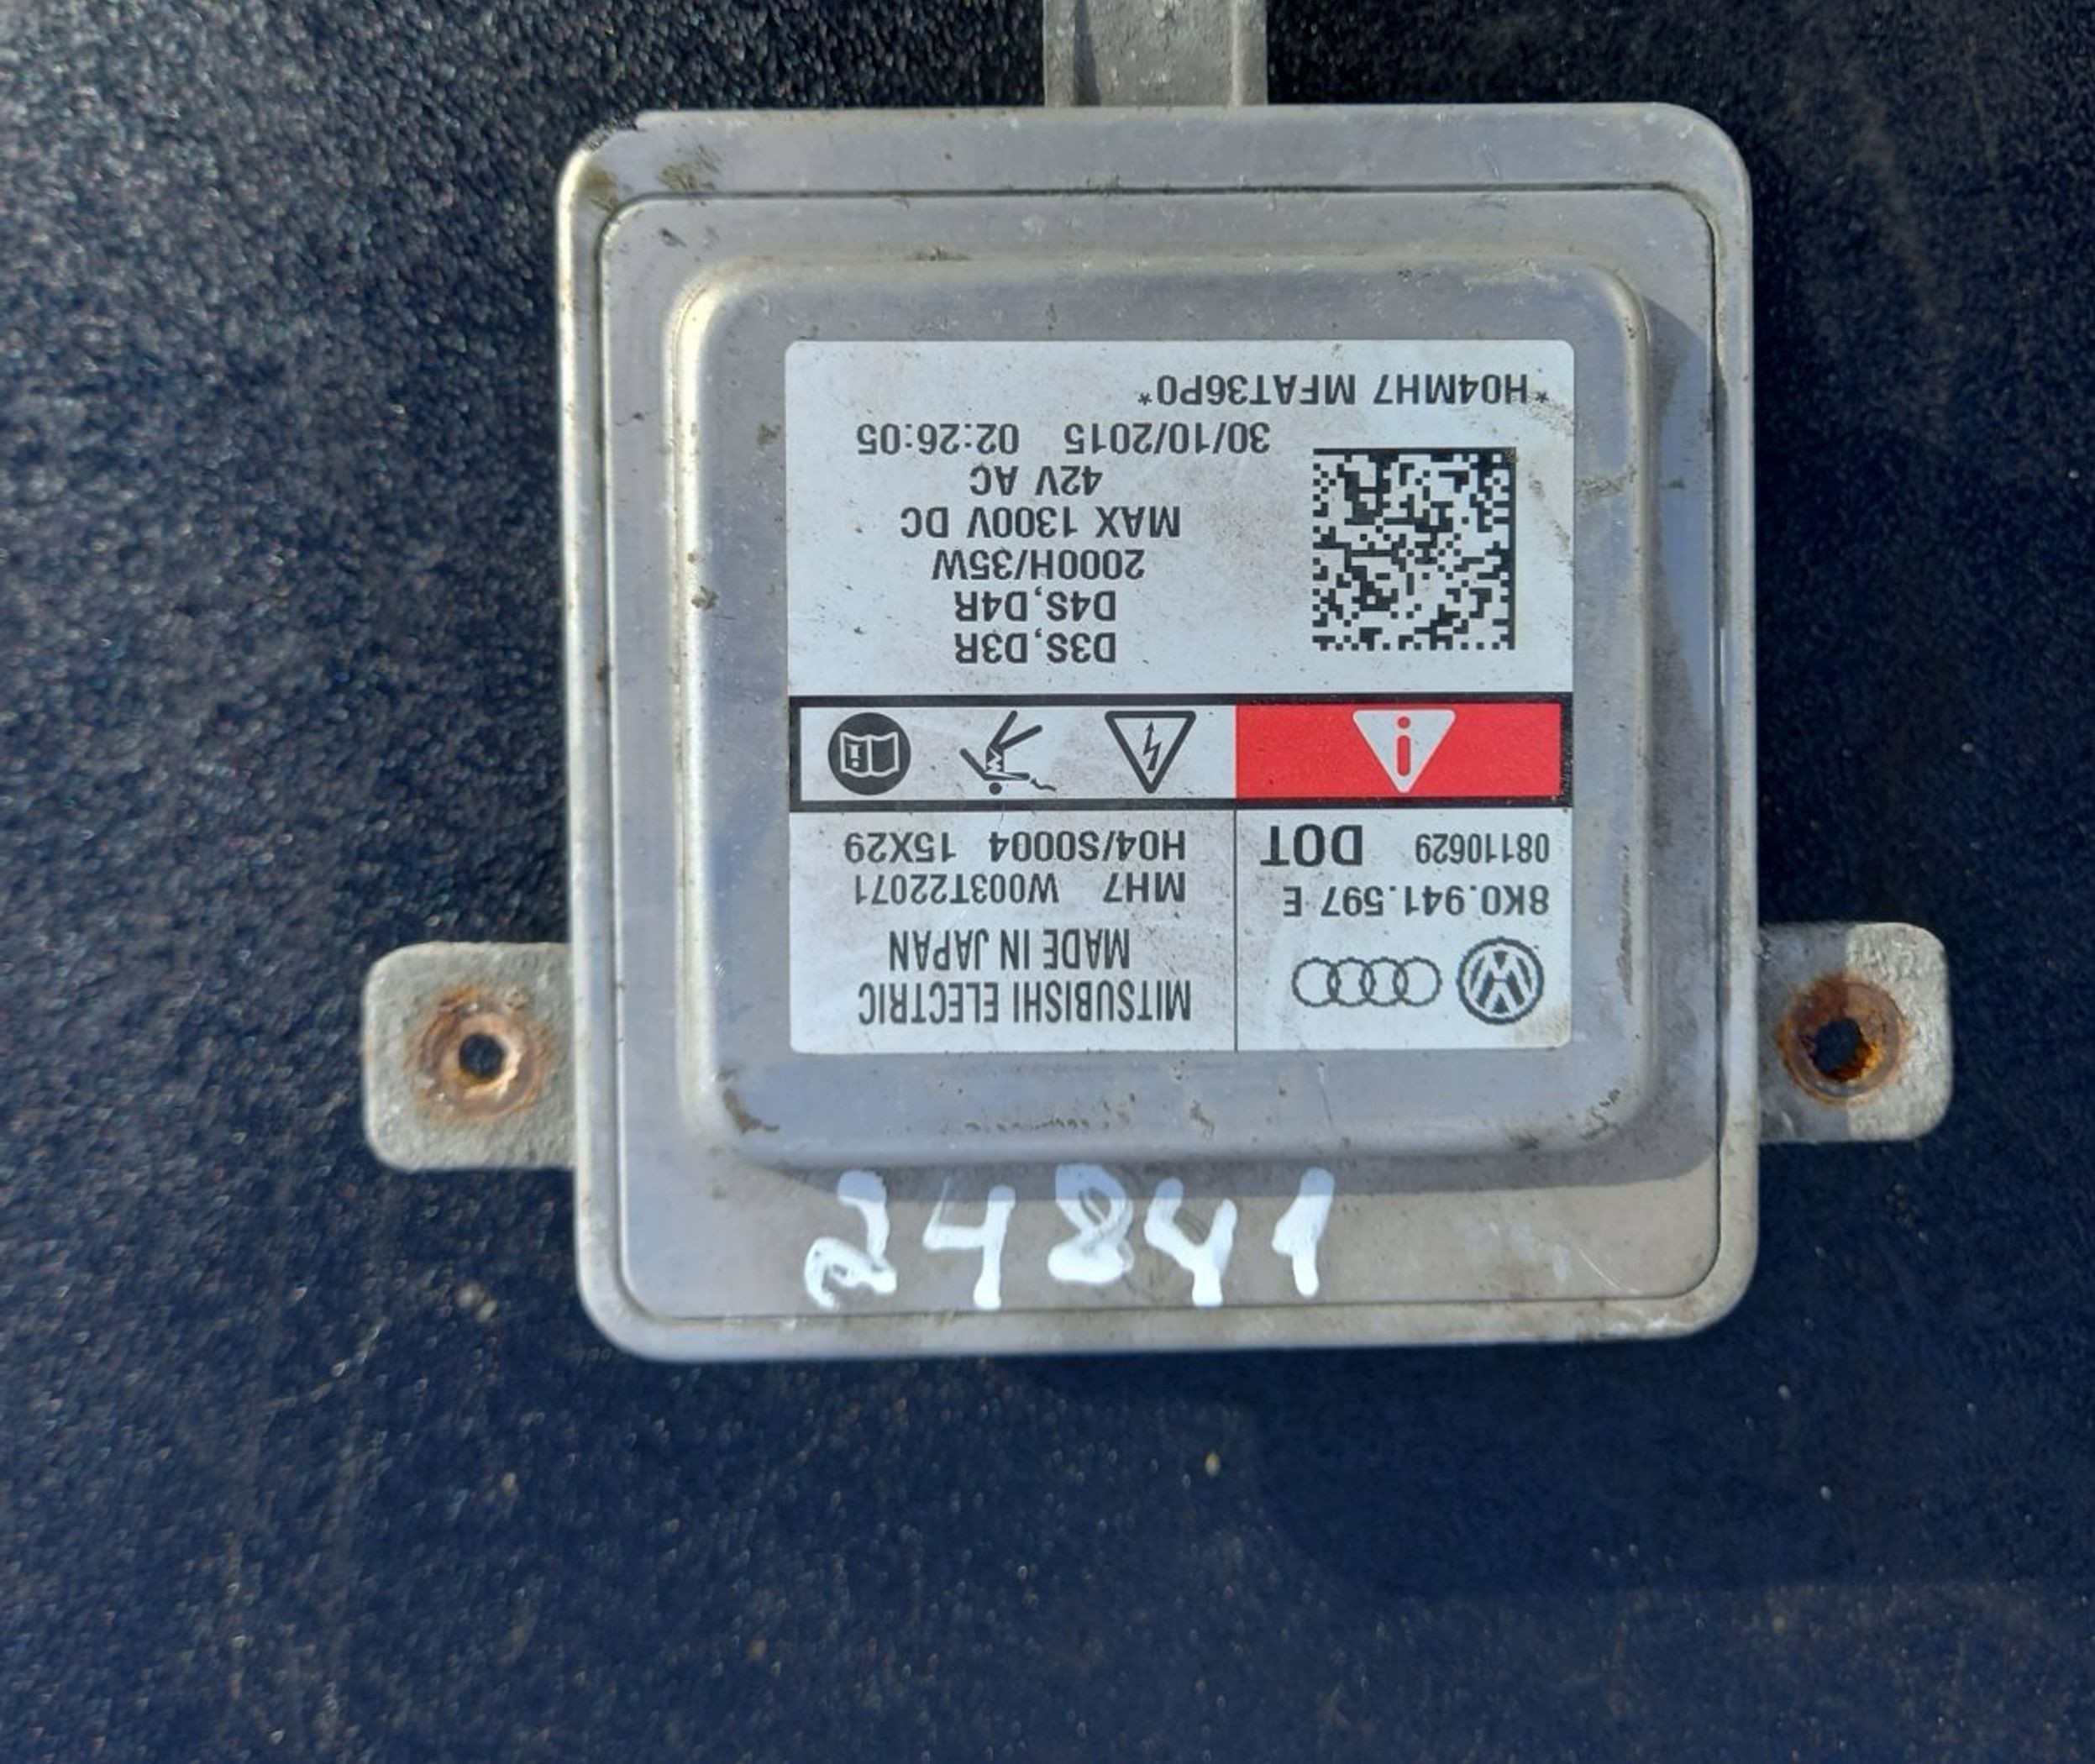 MITSUBISHI ELECTRIC
MADE IN JAPAN
8K0.941.597 E
MH7 W003T22071
08110629 DOT
H04/S0004 15X29
D3S,D3R
D4S,D4R
2000H/35W
MAX 1300V DC
42V AC
30/10/2015 02:26:05
*H04MH7 MFAT36P0*
24841